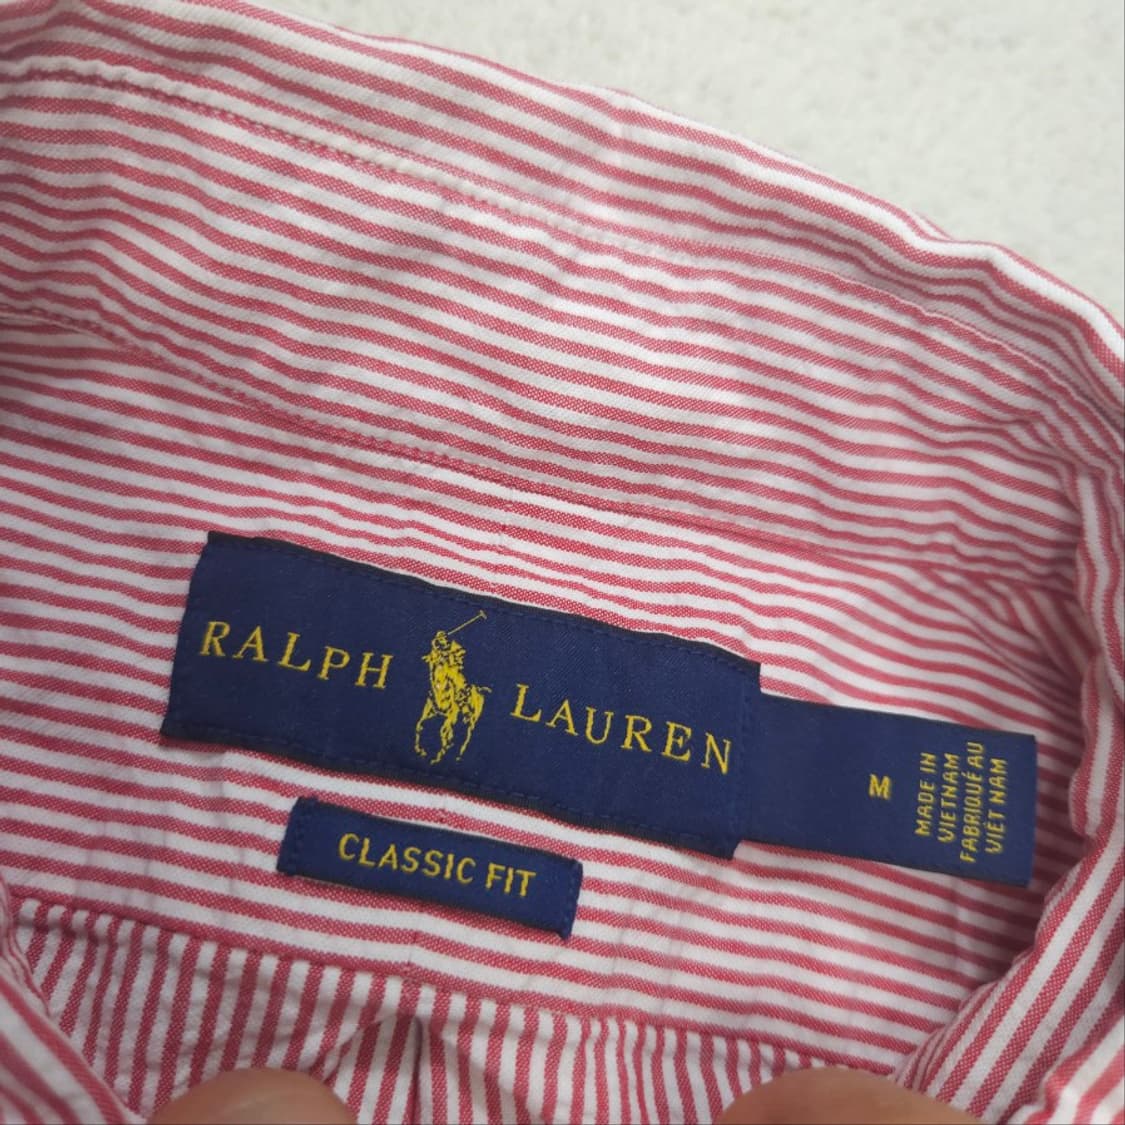 RALPH LAUREN
M
MADE IN
VIETNAM
FABRIQUÉ AU
VIÊT NAM
CLASSIC FIT